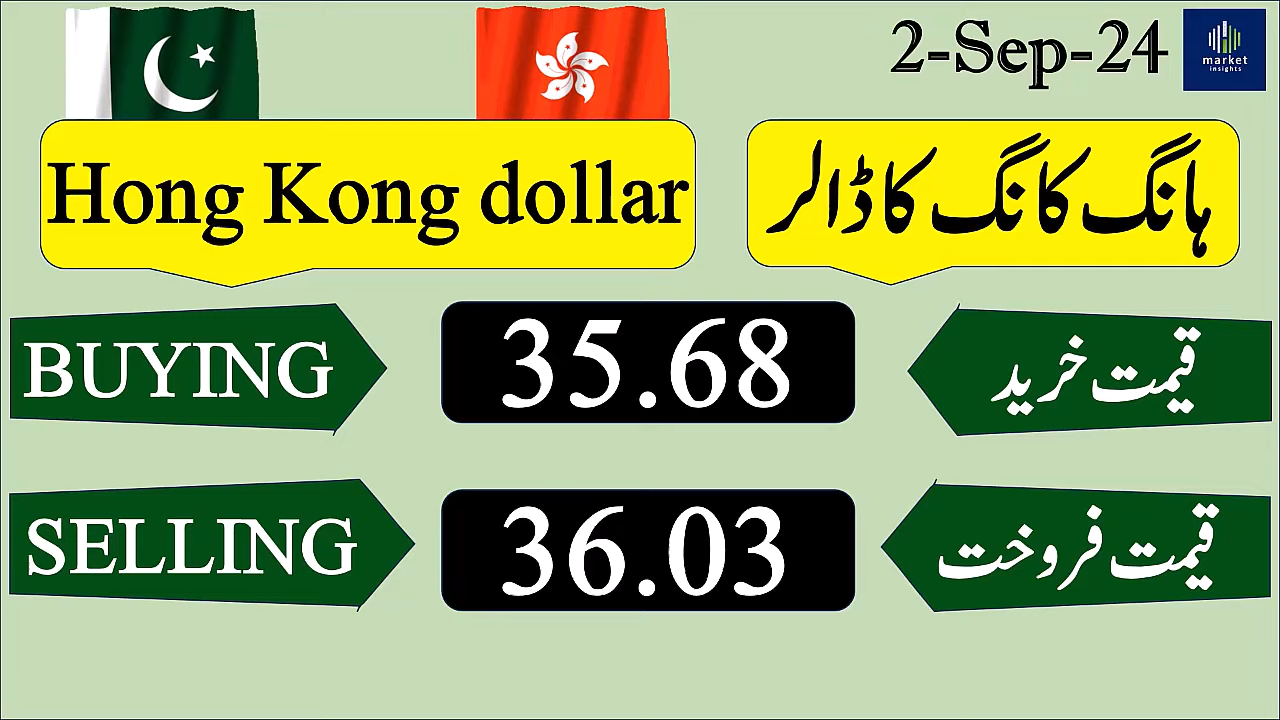 2-Sep-24
market
insights
Hong Kong dollar
ہانگ کانگ کا ڈالر
BUYING
35.68
قیمت خرید
SELLING
36.03
قیمت فروخت